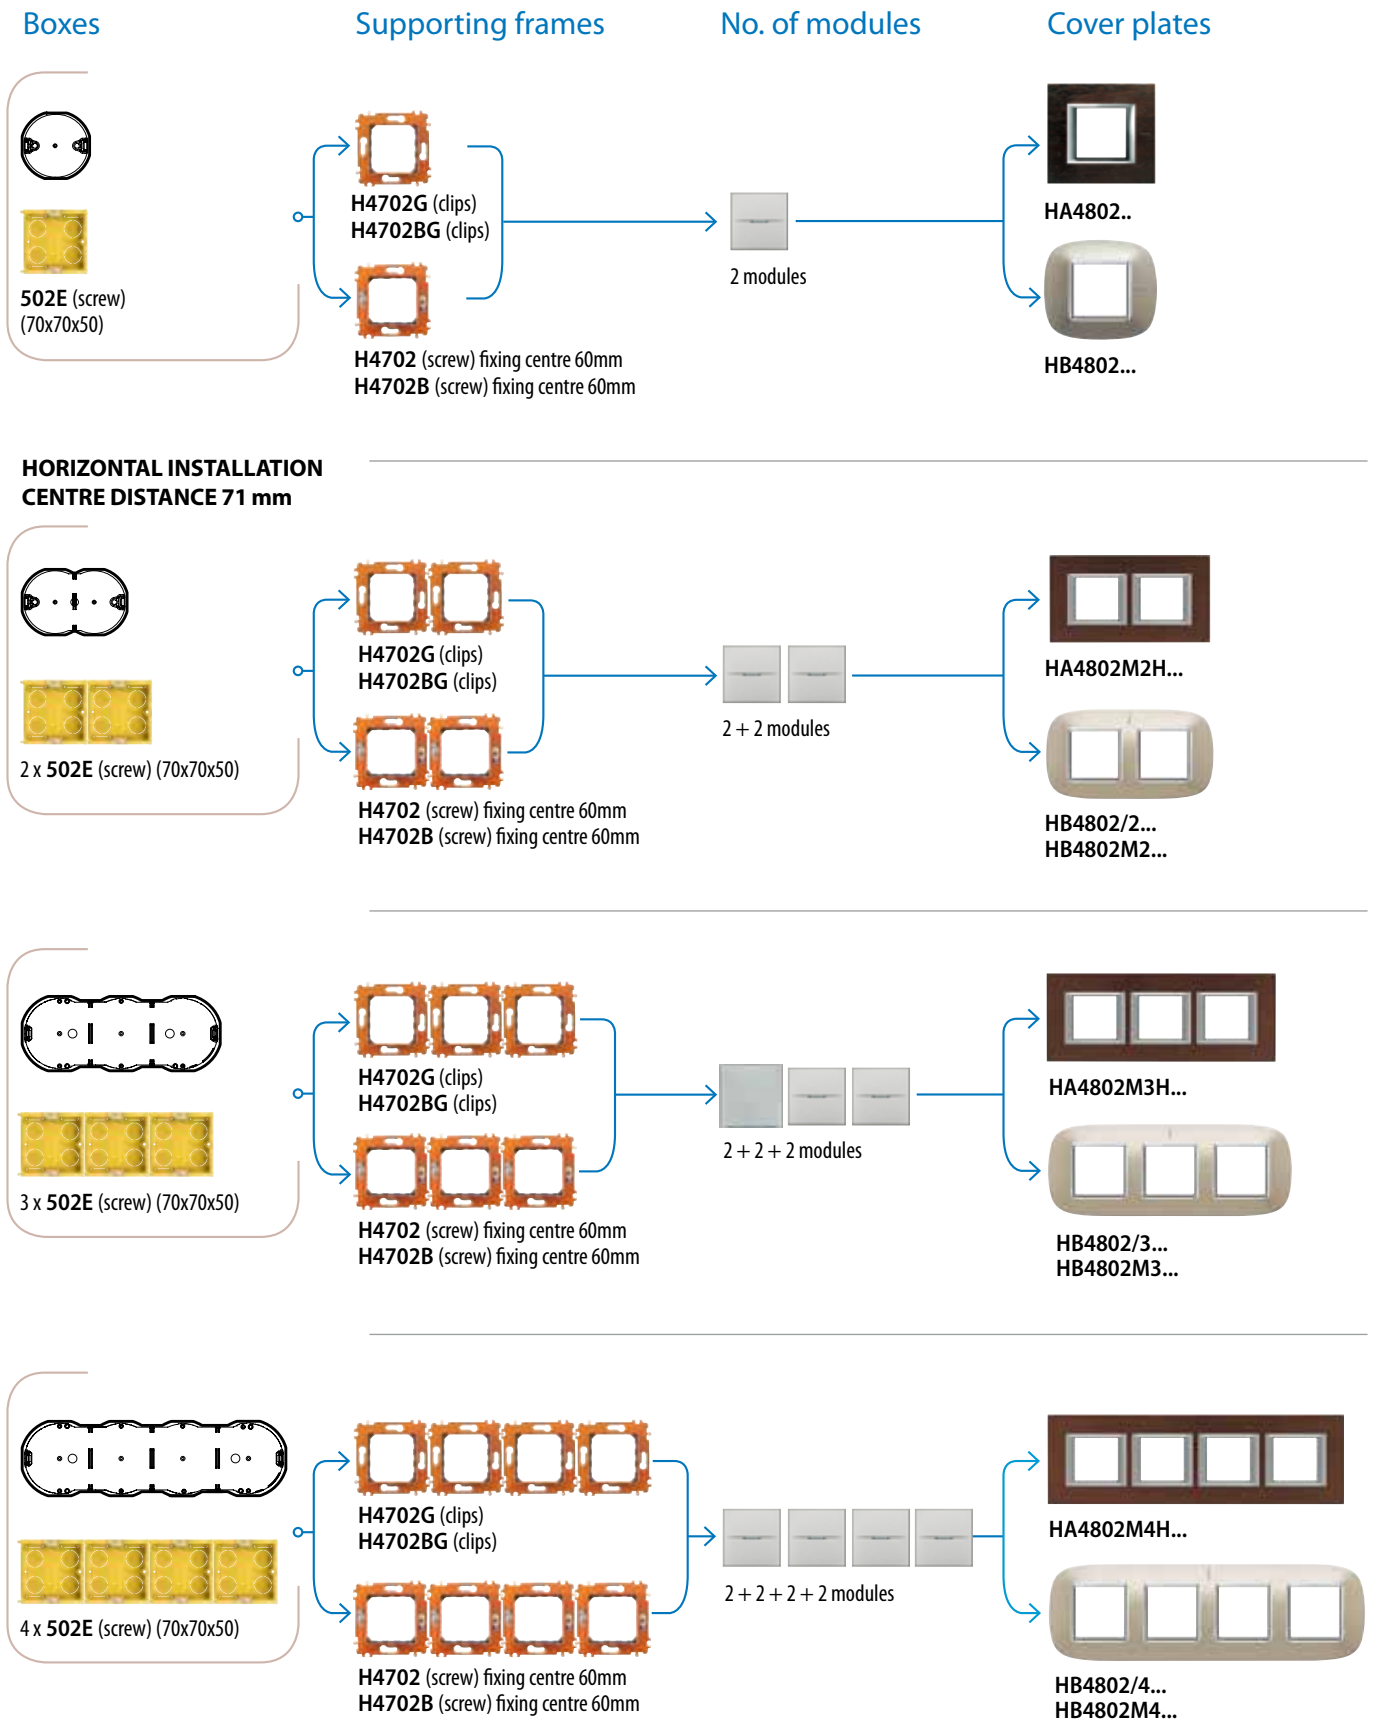 Boxes
Supporting frames
No. of modules
Cover plates
502E (screw)
(70x70x50)
H4702G (clips)
H4702BG (clips)
H4702 (screw) fixing centre 60mm
H4702B (screw) fixing centre 60mm
2 modules
HA4802..
HB4802...
HORIZONTAL INSTALLATION
CENTRE DISTANCE 71 mm
2 x 502E (screw) (70x70x50)
H4702G (clips)
H4702BG (clips)
H4702 (screw) fixing centre 60mm
H4702B (screw) fixing centre 60mm
2 + 2 modules
HA4802M2H...
HB4802/2...
HB4802M2...
3 x 502E (screw) (70x70x50)
H4702G (clips)
H4702BG (clips)
H4702 (screw) fixing centre 60mm
H4702B (screw) fixing centre 60mm
2 + 2 + 2 modules
HA4802M3H...
HB4802/3...
HB4802M3...
4 x 502E (screw) (70x70x50)
H4702G (clips)
H4702BG (clips)
H4702 (screw) fixing centre 60mm
H4702B (screw) fixing centre 60mm
2 + 2 + 2 + 2 modules
HA4802M4H...
HB4802/4...
HB4802M4...